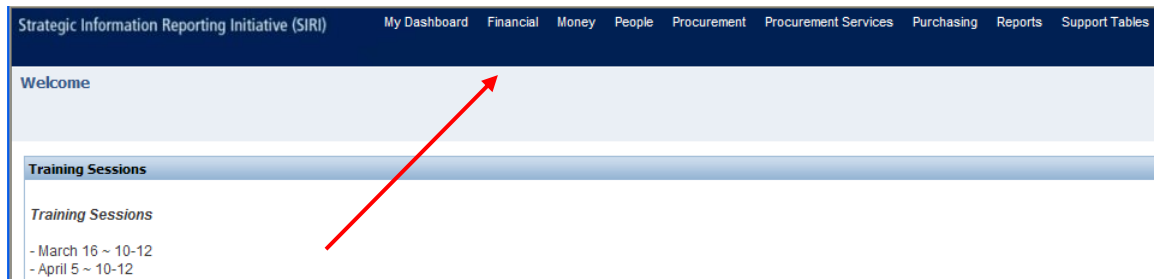 Strategic Information Reporting Initiative (SIRI) My Dashboard Financial Money People Procurement Procurement Services Purchasing Reports Support Tables
Welcome
Training Sessions
Training Sessions
- March 16 ~ 10-12
- April 5 ~ 10-12